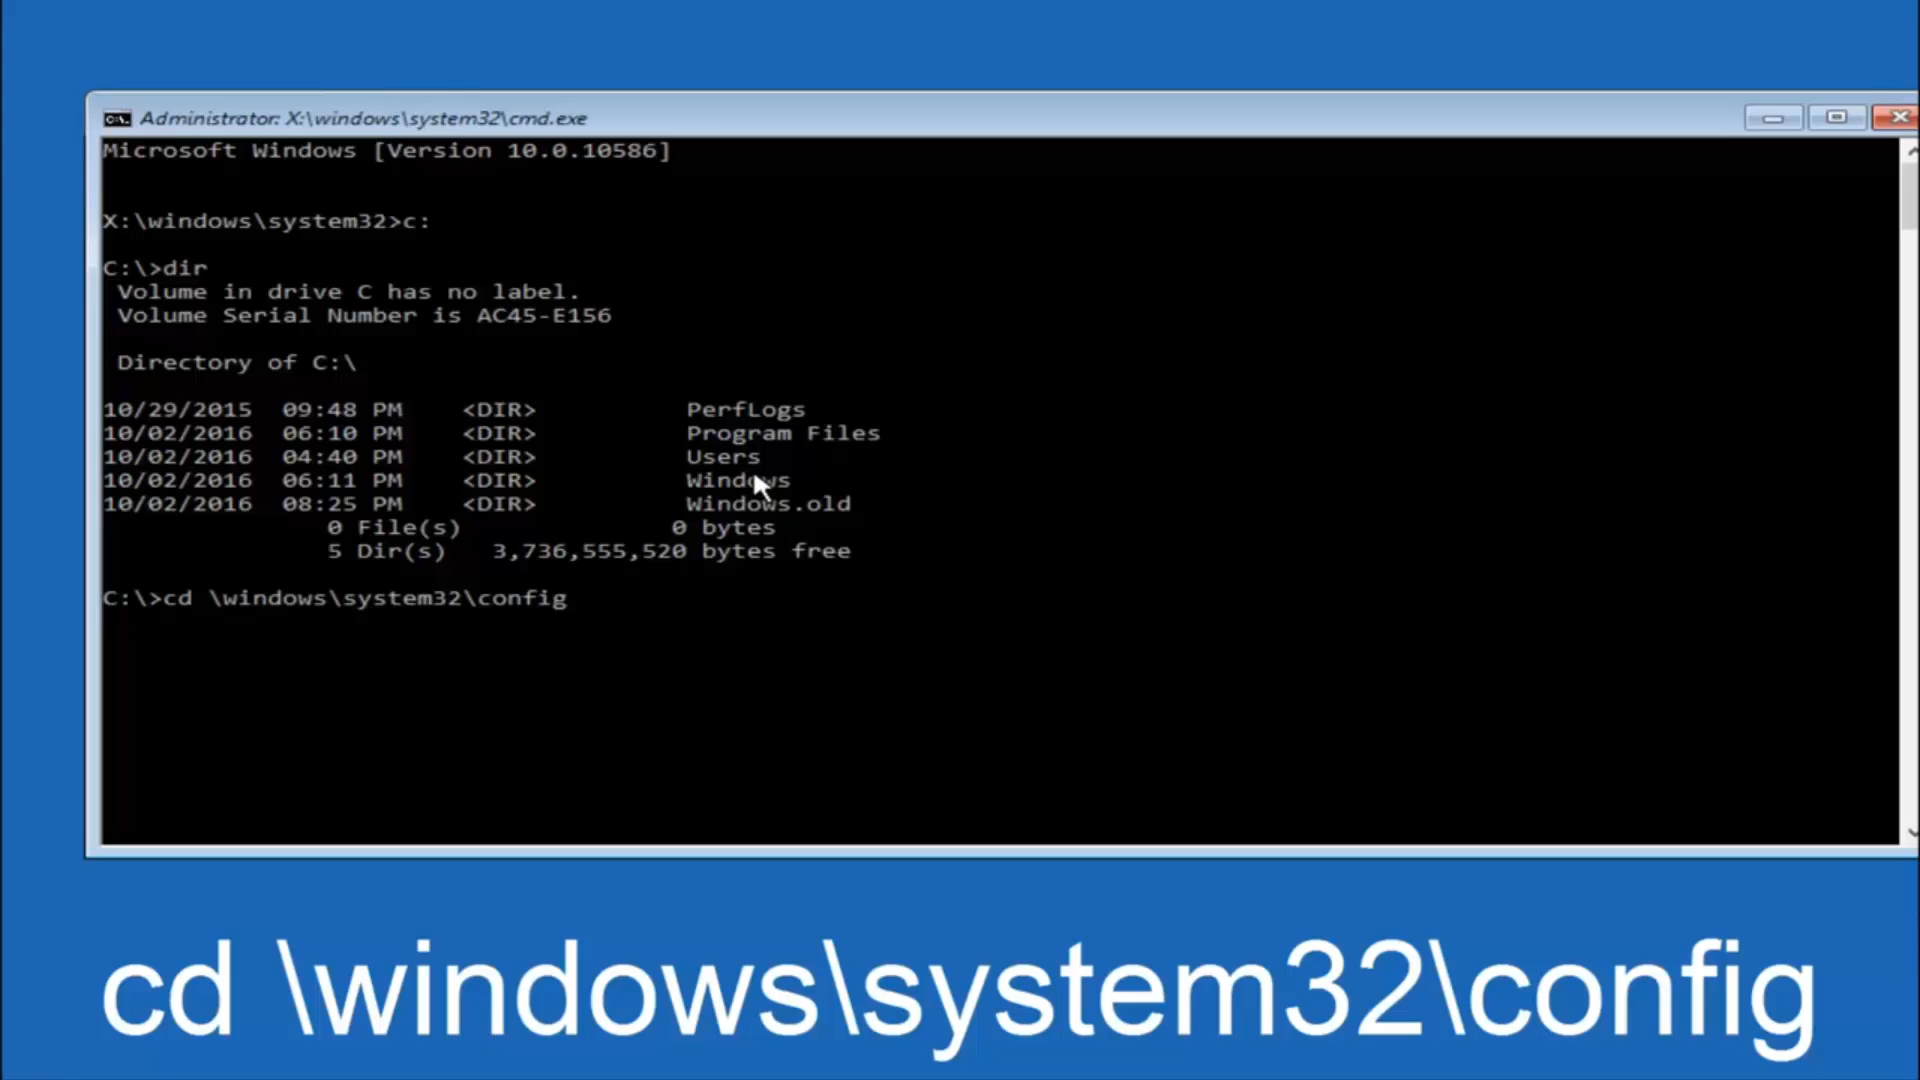 Administrator: X:\windows\system32\cmd.exe
Microsoft Windows [Version 10.0.10586]
X:\windows\system32>c:
C:\>dir
Volume in drive C has no label.
Volume Serial Number is AC45-E156
Directory of C:\
10/29/2015 09:48 PM <DIR> PerfLogs
10/02/2016 06:10 PM <DIR> Program Files
10/02/2016 04:40 PM <DIR> Users
10/02/2016 06:11 PM <DIR> Windows
10/02/2016 08:25 PM <DIR> Windows.old
0 File(s) 0 bytes
5 Dir(s) 3,736,555,520 bytes free
C:\>cd \windows\system32\config
cd \windows\system32\config